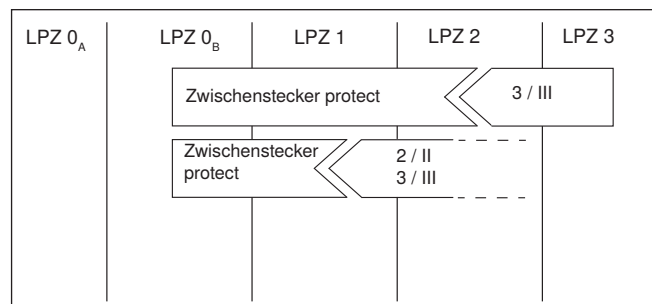 LPZ 0A LPZ 0B LPZ 1 LPZ 2 LPZ 3
Zwischenstecker protect 3 / III
Zwischenstecker
protect
2 / II
3 / III